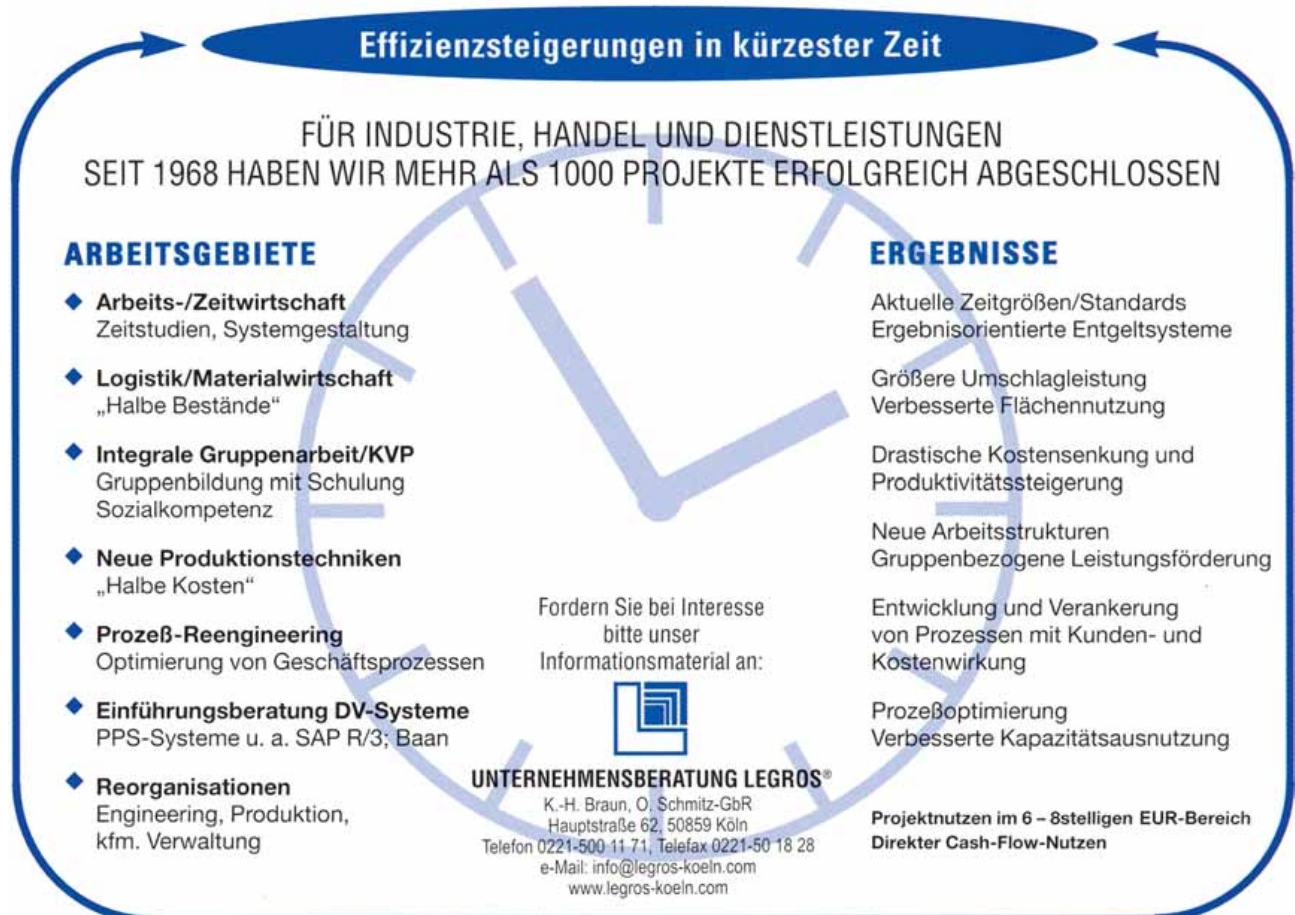 Effizienzsteigerungen in kürzester Zeit
FÜR INDUSTRIE, HANDEL UND DIENSTLEISTUNGEN
SEIT 1968 HABEN WIR MEHR ALS 1000 PROJEKTE ERFOLGREICH ABGESCHLOSSEN
ARBEITSGEBIETE
Arbeits-/Zeitwirtschaft
Zeitstudien, Systemgestaltung
Logistik/Materialwirtschaft
„Halbe Bestände“
Integrale Gruppenarbeit/KVP
Gruppenbildung mit Schulung
Sozialkompetenz
Neue Produktionstechniken
„Halbe Kosten“
Prozeß-Reengineering
Optimierung von Geschäftsprozessen
Einführungsberatung DV-Systeme
PPS-Systeme u. a. SAP R/3; Baan
Reorganisationen
Engineering, Produktion,
kfm. Verwaltung
Fordern Sie bei Interesse
bitte unser
Informationsmaterial an:
UNTERNEHMENSBERATUNG LEGROS®
K.-H. Braun, O. Schmitz-GbR
Hauptstraße 62, 50859 Köln
Telefon 0221-500 11 71, Telefax 0221-50 18 28
e-Mail: info@legros-koeln.com
www.legros-koeln.com
ERGEBNISSE
Aktuelle Zeitgrößen/Standards
Ergebnisorientierte Entgeltsysteme
Größere Umschlagleistung
Verbesserte Flächennutzung
Drastische Kostensenkung und
Produktivitätssteigerung
Neue Arbeitsstrukturen
Gruppenbezogene Leistungsförderung
Entwicklung und Verankerung
von Prozessen mit Kunden- und
Kostenwirkung
Prozeßoptimierung
Verbesserte Kapazitätsausnutzung
Projektnutzen im 6 – 8stelligen EUR-Bereich
Direkter Cash-Flow-Nutzen